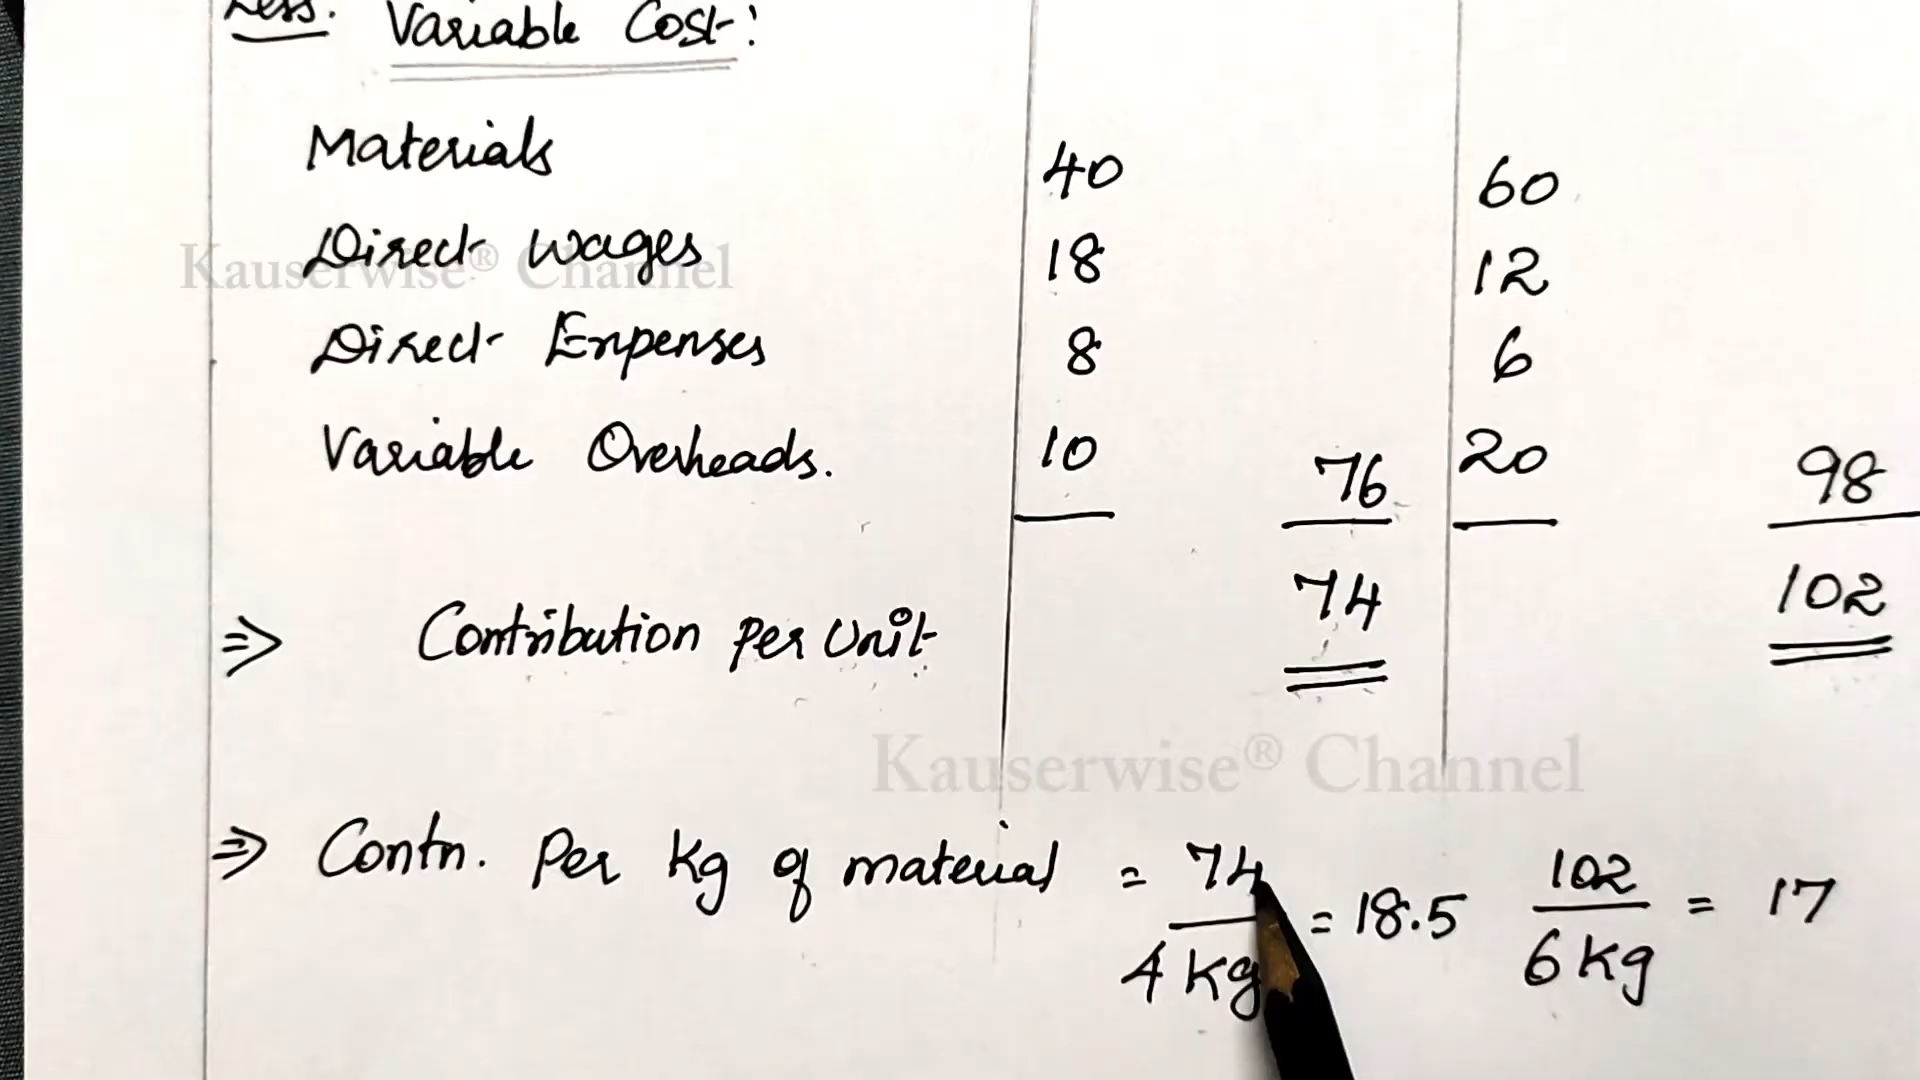 Less: Variable Cost:
Materials 40 60
Direct Wages 18 12
Kauserwise® Channel
Direct Expenses 8 6
Variable Overheads. 10 76 20 98
⇒ Contribution Per Unit 74 102
Kauserwise® Channel
⇒ Contn. Per Kg of material = 74/4 Kg = 18.5 102/6 Kg = 17